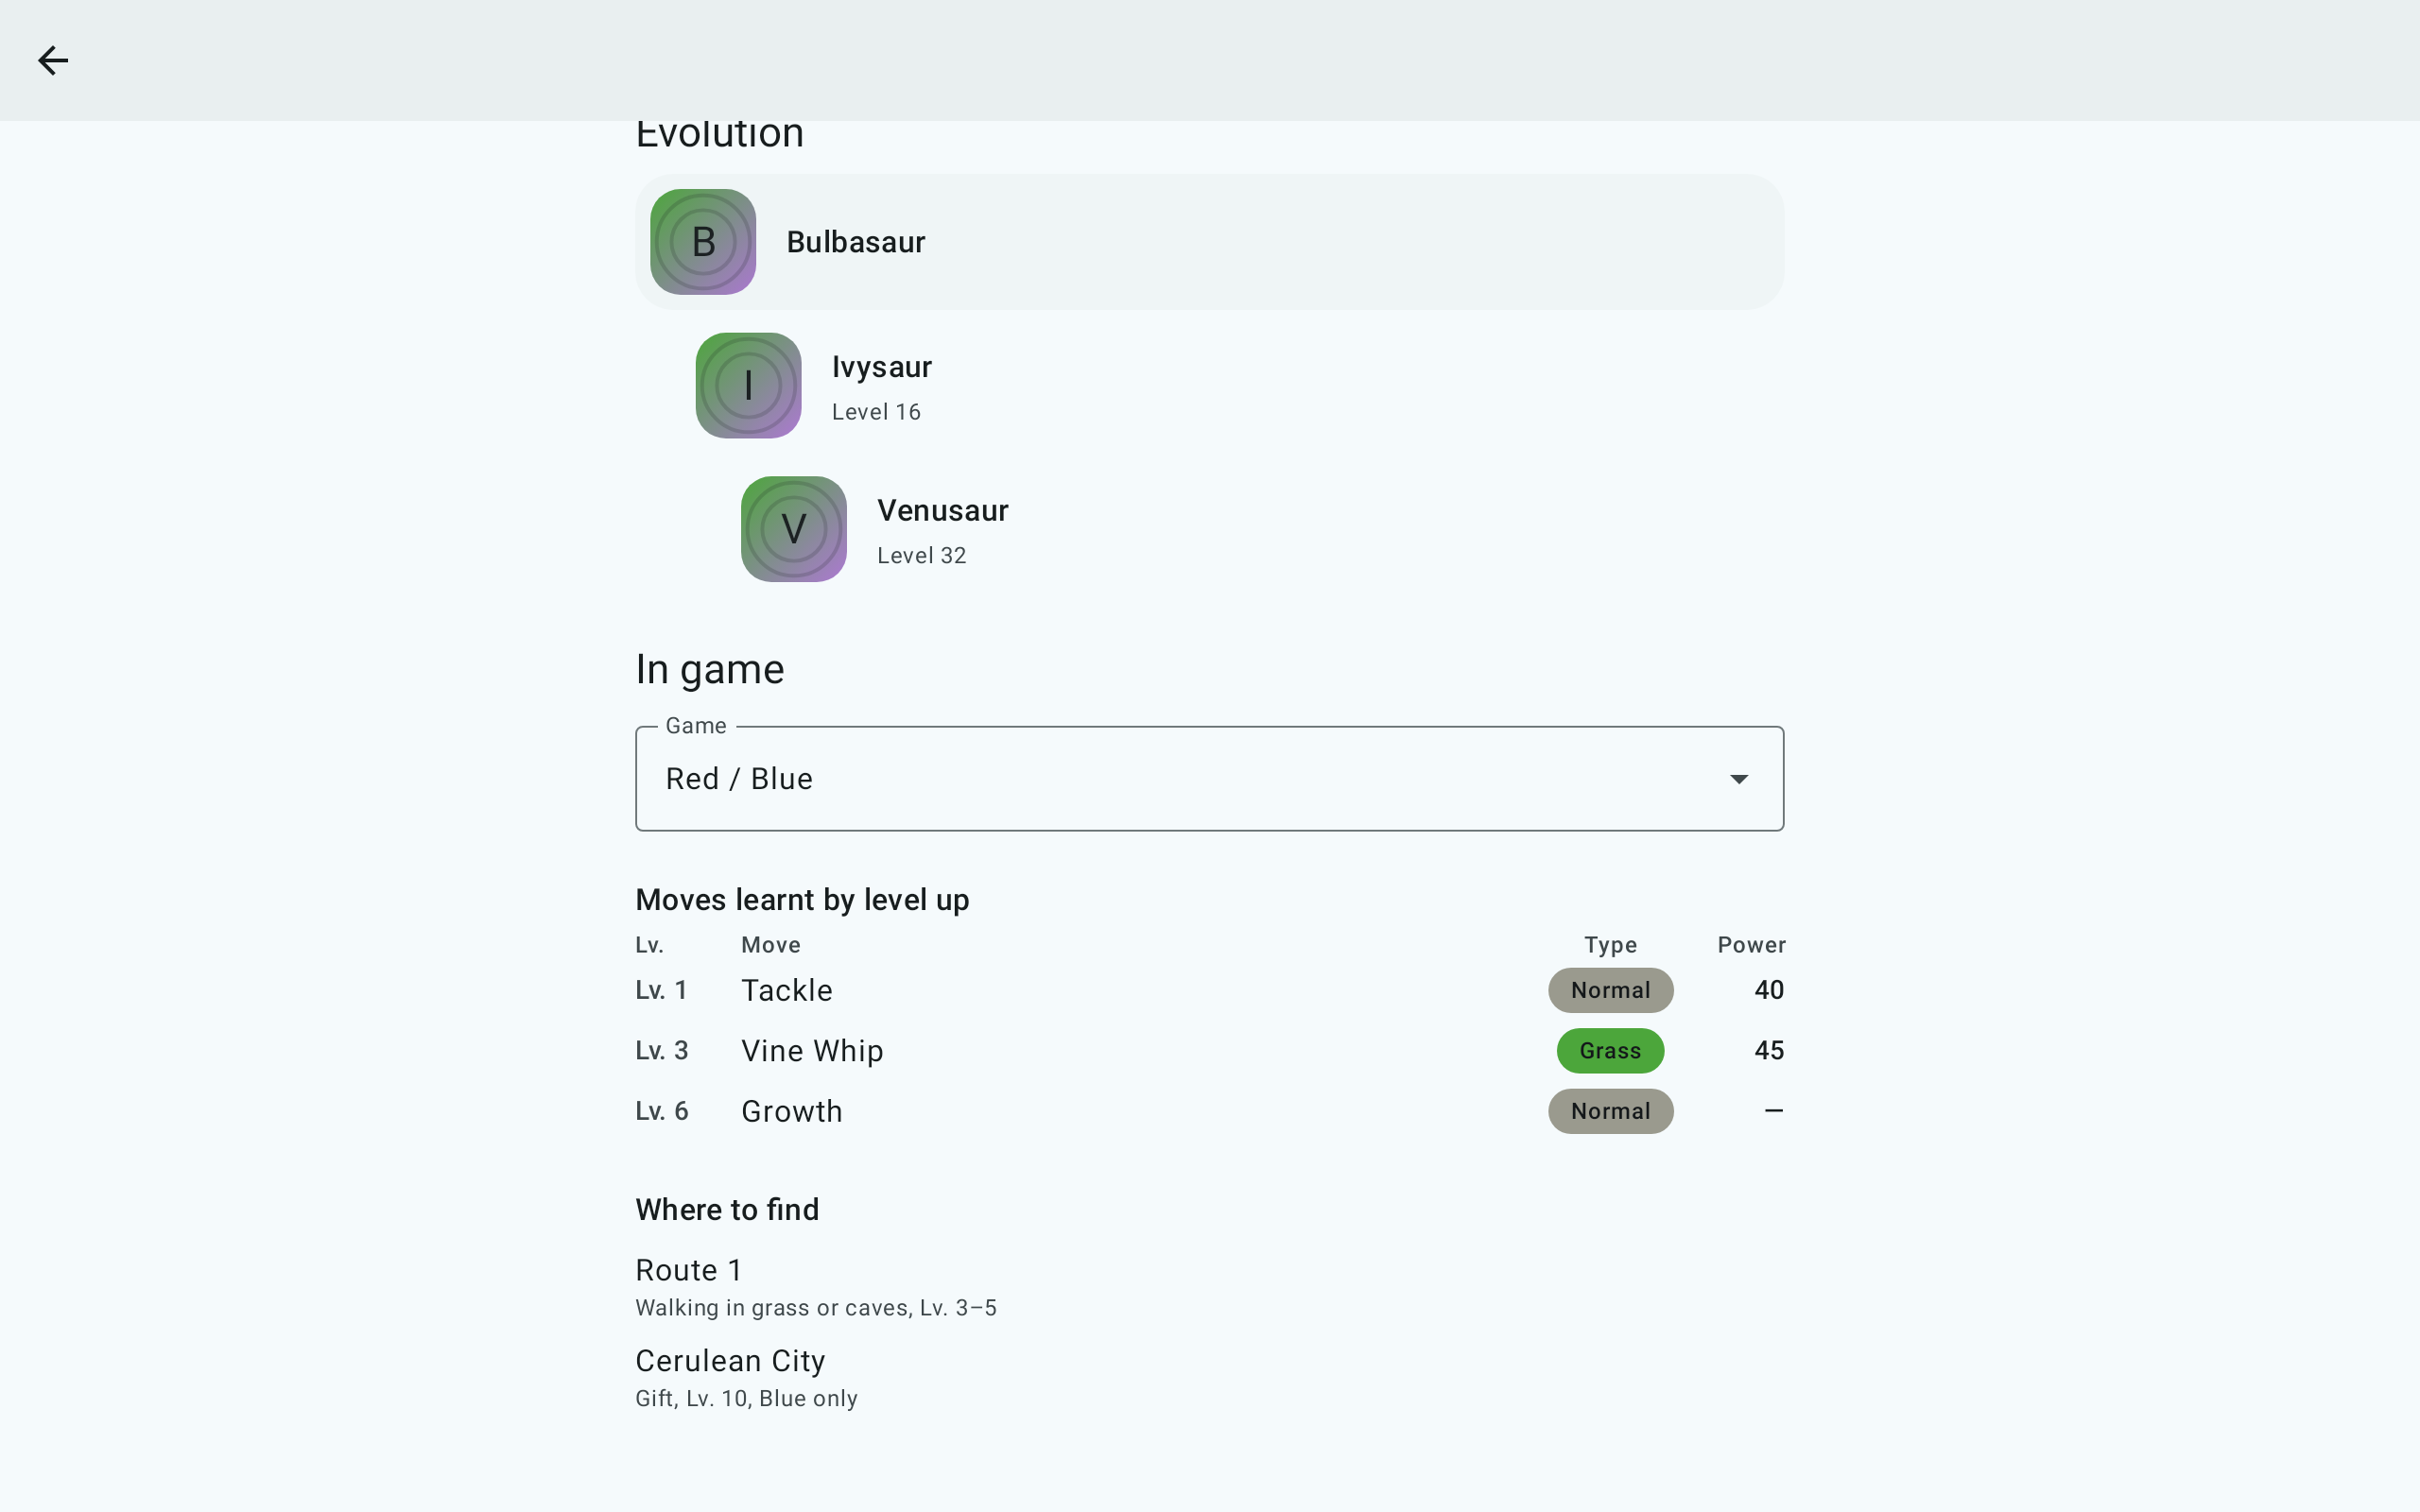 Evolution
B
Bulbasaur
I
Ivysaur
Level 16
V
Venusaur
Level 32
In game
Game
Red / Blue
Moves learnt by level up
Lv. Move Type Power
Lv. 1 Tackle Normal 40
Lv. 3 Vine Whip Grass 45
Lv. 6 Growth Normal —
Where to find
Route 1
Walking in grass or caves, Lv. 3–5
Cerulean City
Gift, Lv. 10, Blue only